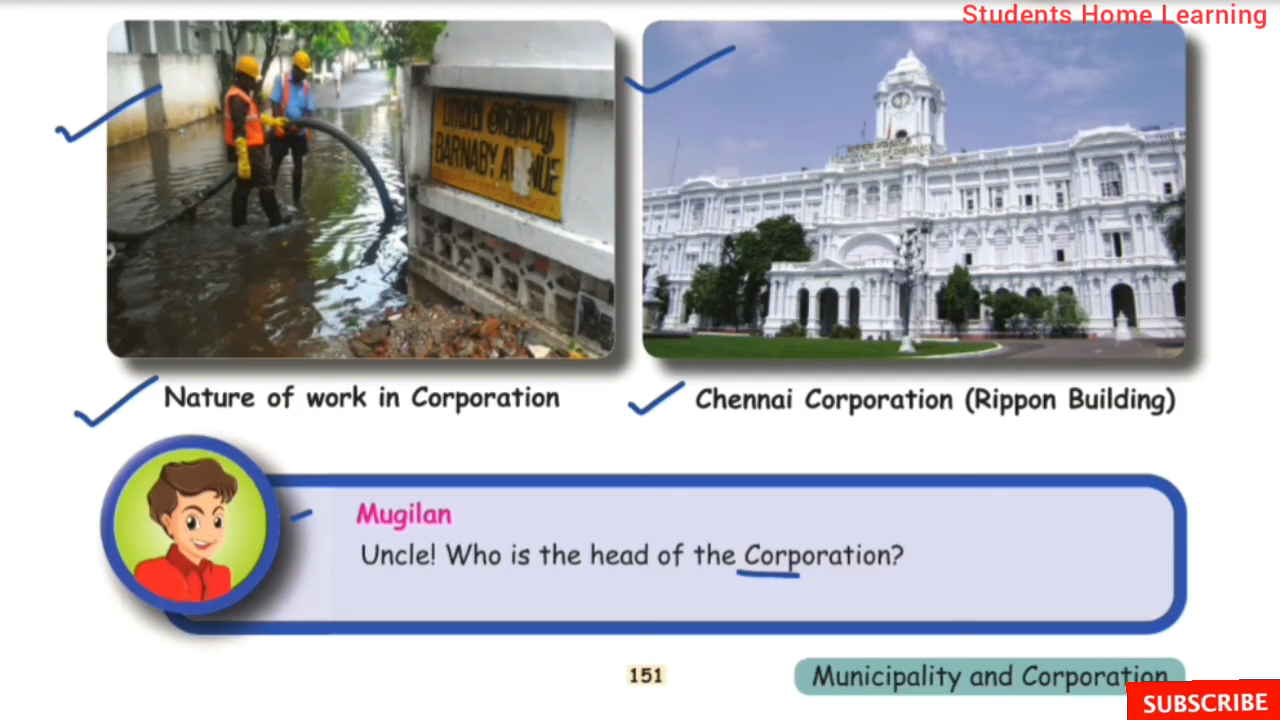 Students Home Learning
BARNABY AVENUE
Nature of work in Corporation
Chennai Corporation (Rippon Building)
Mugilan
Uncle! Who is the head of the Corporation?
151
Municipality and Corporation
SUBSCRIBE